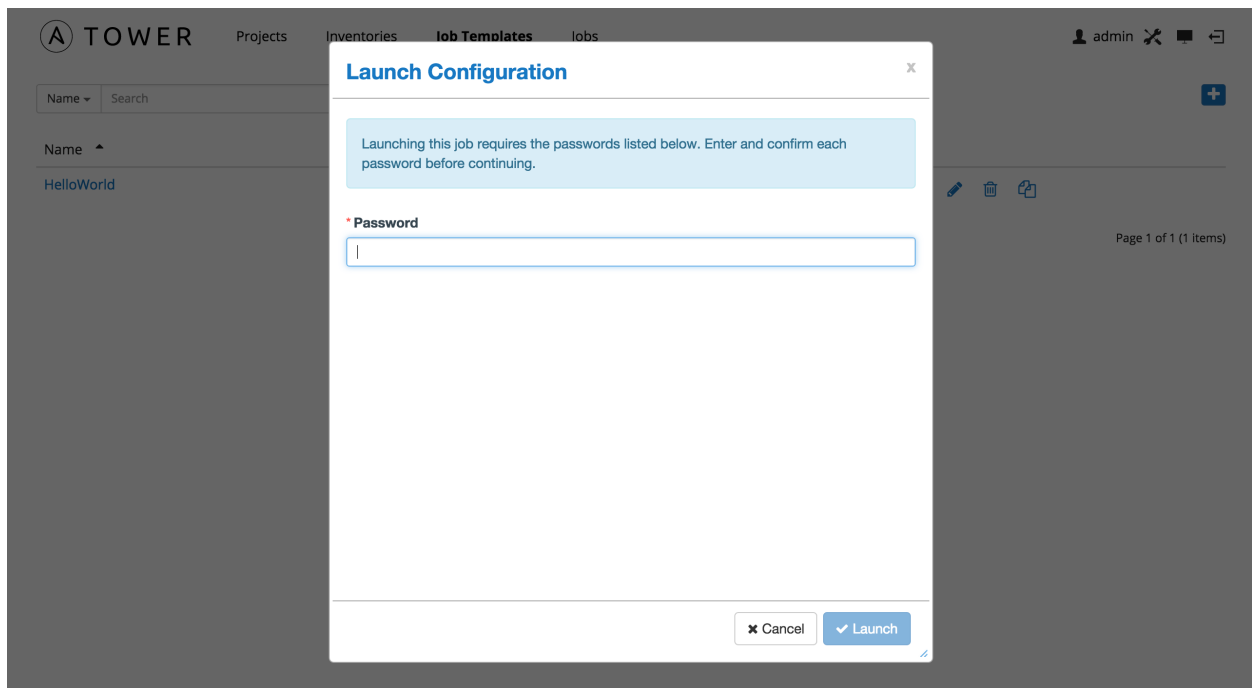 TOWER Projects Inventories Job Templates Jobs admin
Launch Configuration x
Name Search
Launching this job requires the passwords listed below. Enter and confirm each
password before continuing.
Name
HelloWorld
* Password
Page 1 of 1 (1 items)
Cancel Launch